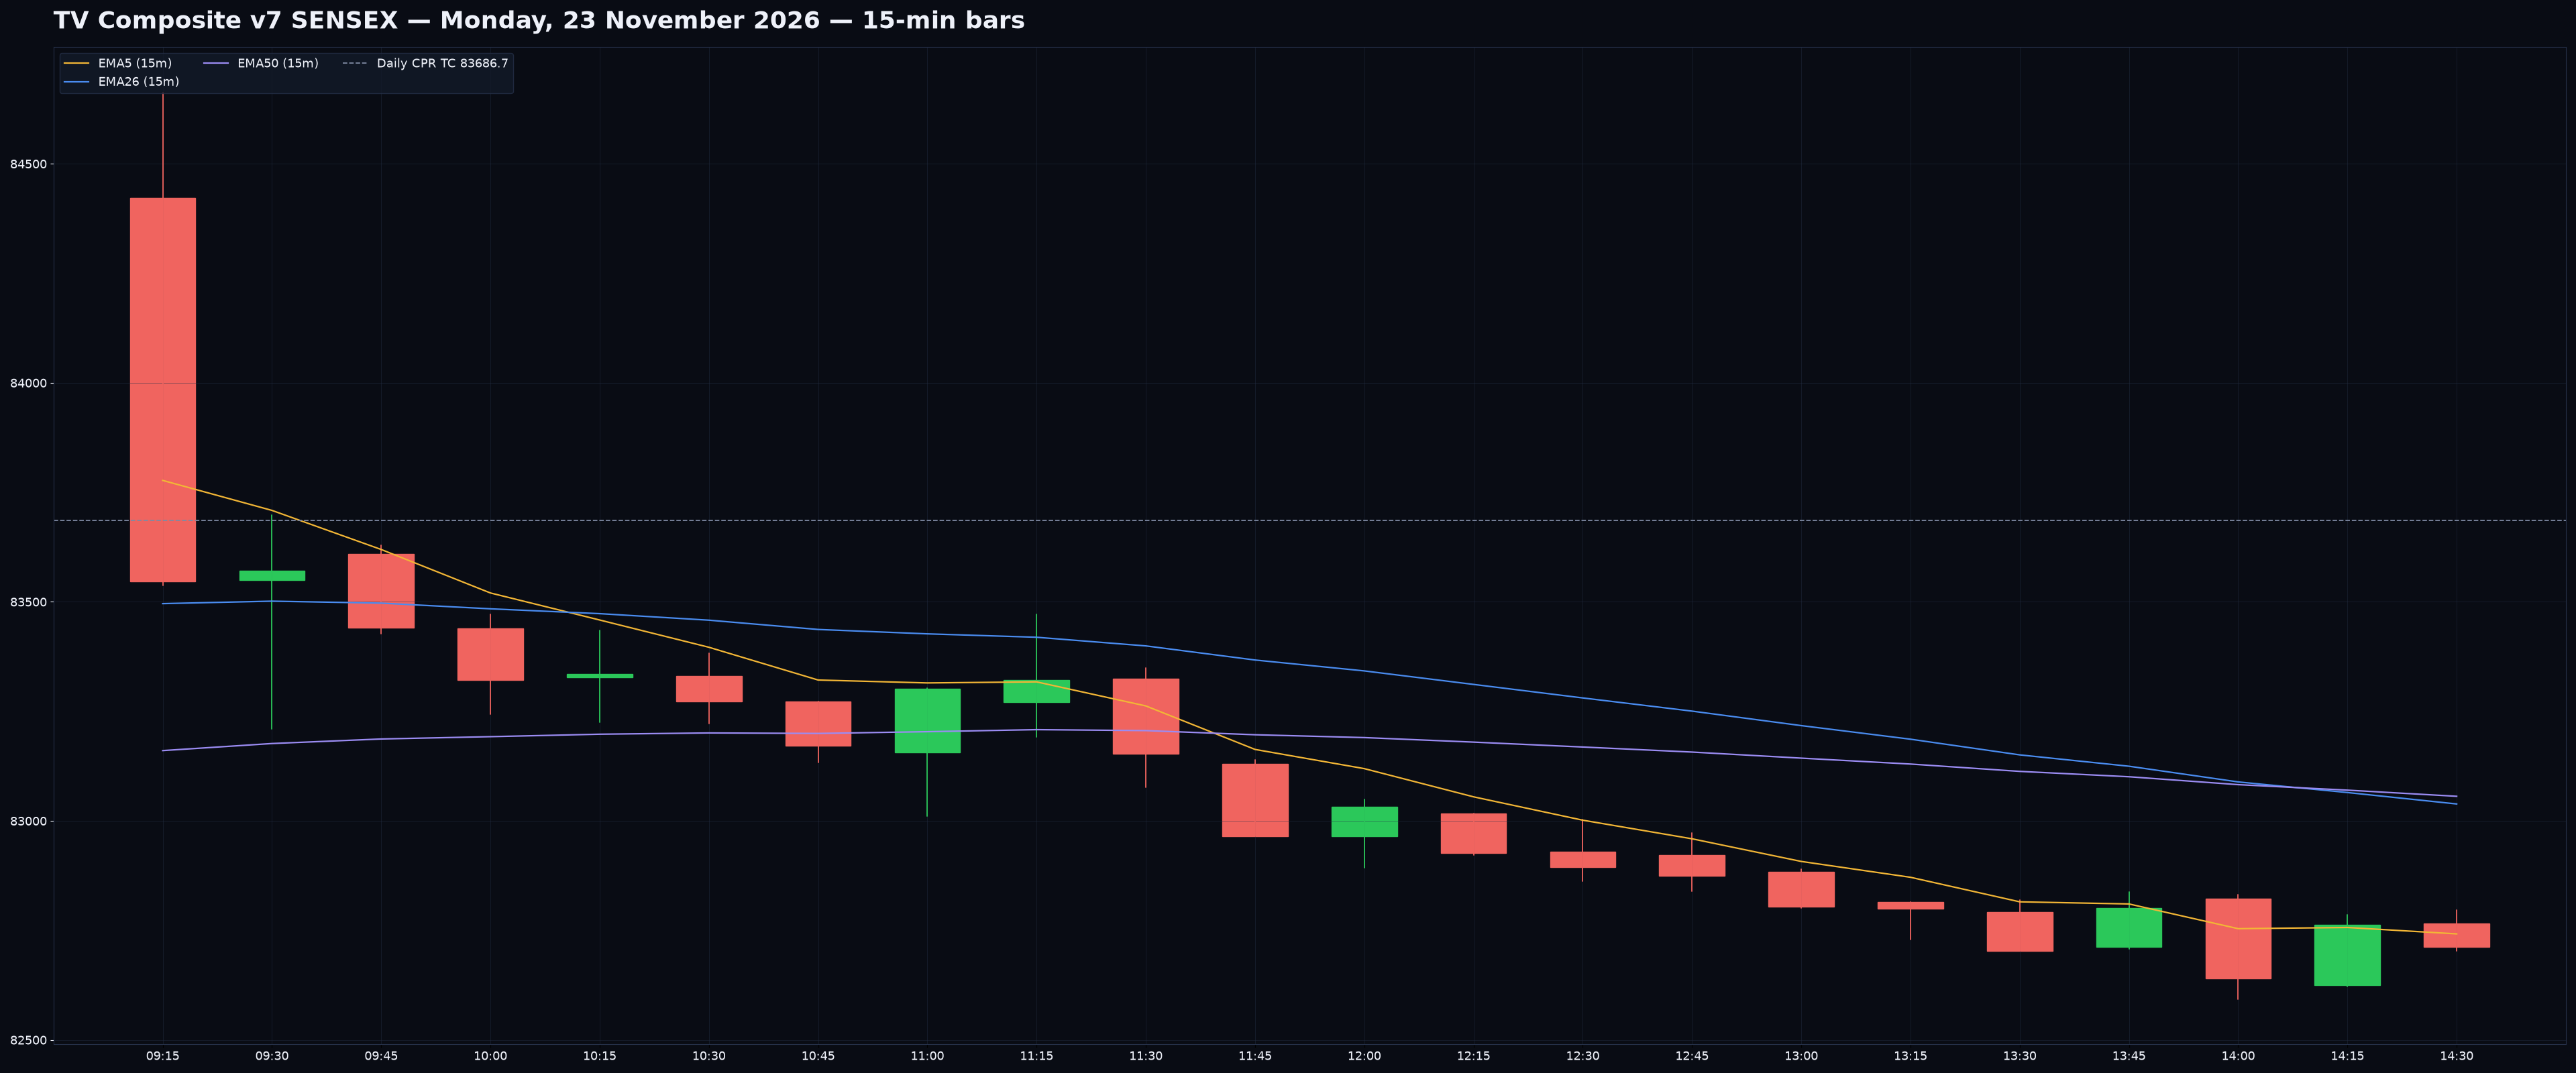 TV Composite v7 SENSEX — Monday, 23 November 2026 — 15-min bars
EMA5 (15m) EMA50 (15m) Daily CPR TC 83686.7
EMA26 (15m)
84500
84000
83500
83000
82500
09:15 09:30 09:45 10:00 10:15 10:30 10:45 11:00 11:15 11:30 11:45 12:00 12:15 12:30 12:45 13:00 13:15 13:30 13:45 14:00 14:15 14:30